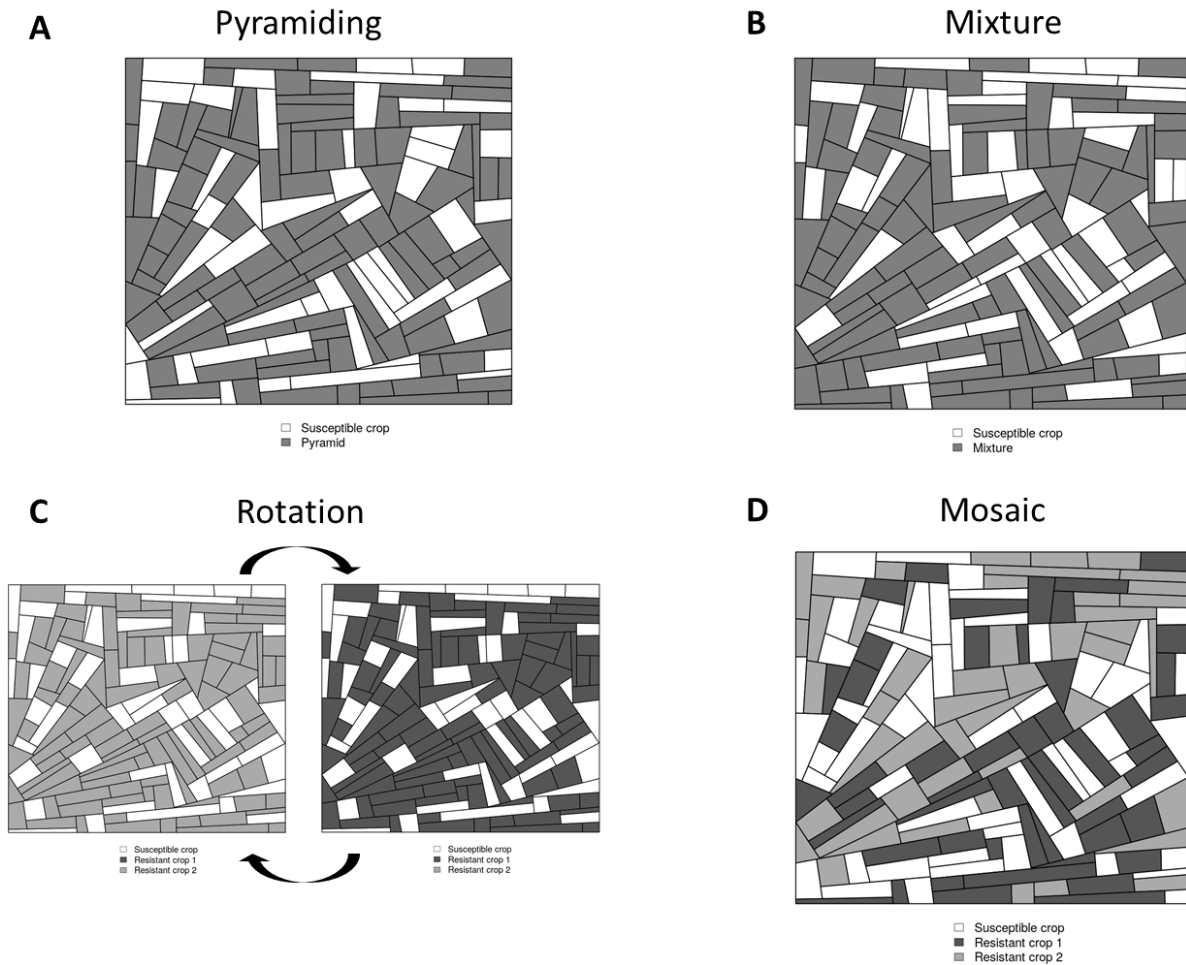 A
Pyramiding
Susceptible crop
Pyramid
B
Mixture
Susceptible crop
Mixture
C
Rotation
Susceptible crop
Resistant crop 1
Resistant crop 2
Susceptible crop
Resistant crop 1
Resistant crop 2
D
Mosaic
Susceptible crop
Resistant crop 1
Resistant crop 2